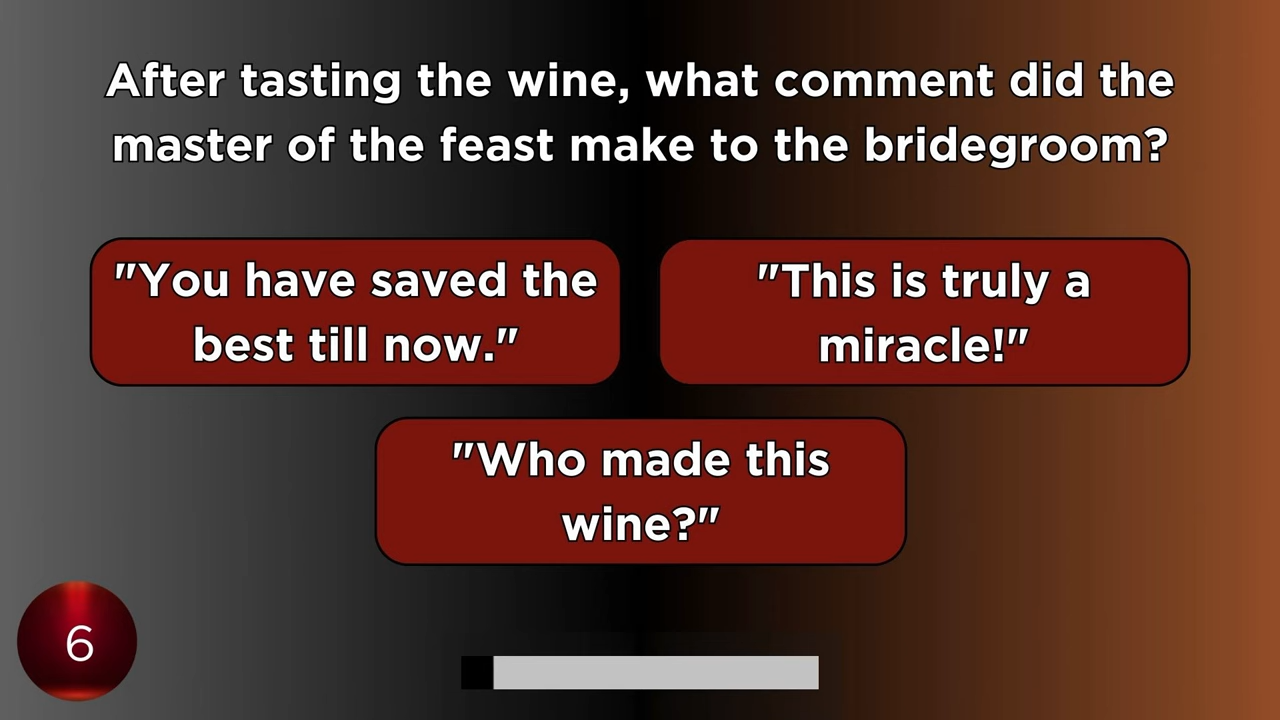 After tasting the wine, what comment did the
master of the feast make to the bridegroom?
"You have saved the
best till now."
"This is truly a
miracle!"
"Who made this
wine?"
6